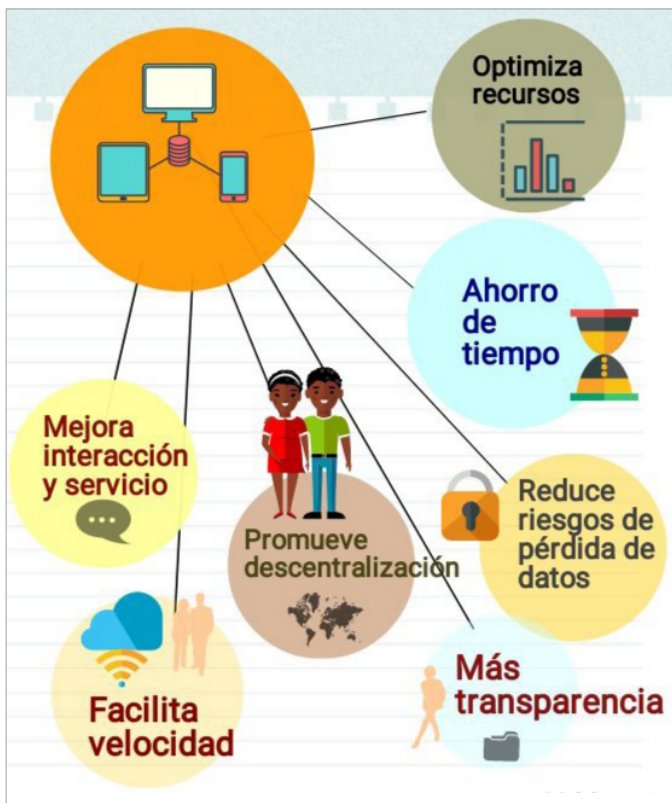 Optimiza
recursos
Ahorro
de
tiempo
Mejora
interacción
y servicio
Promueve
descentralización
Reduce
riesgos de
pérdida de
datos
Facilita
velocidad
Más
transparencia